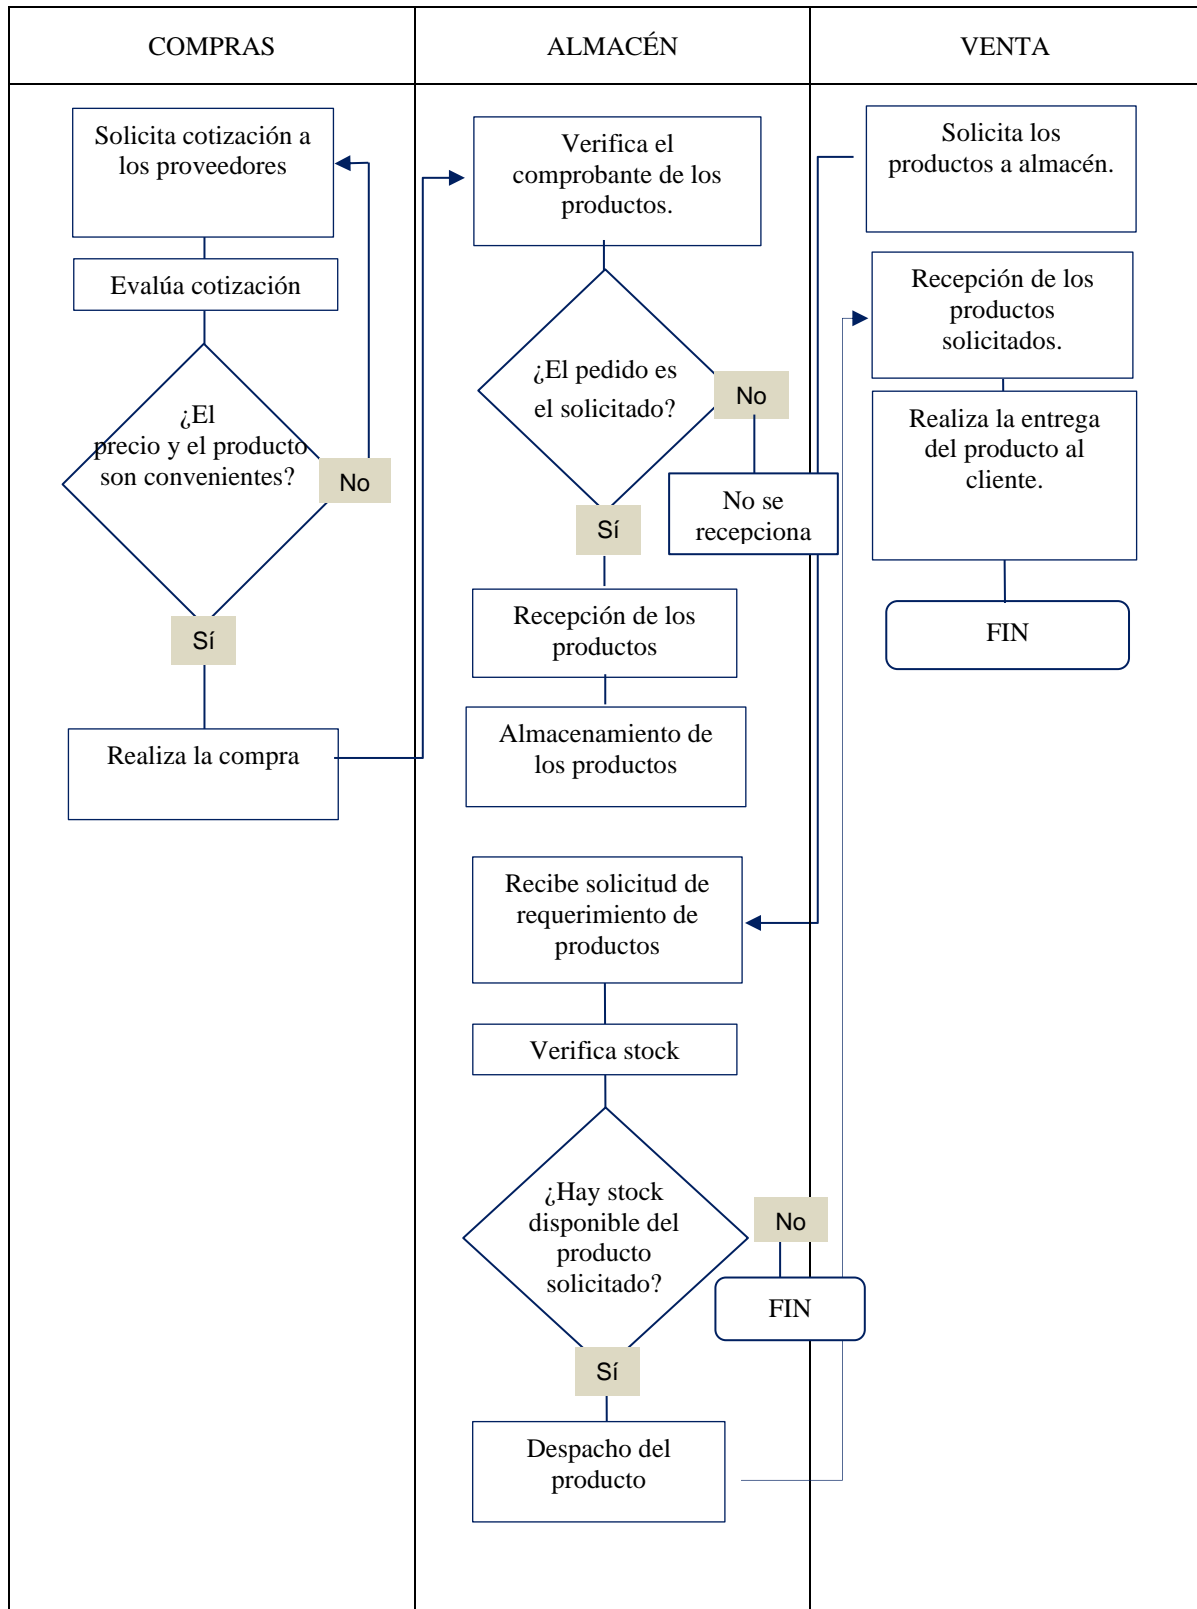 COMPRAS
ALMACÉN
VENTA
Solicita cotización a
los proveedores
Evalúa cotización
¿El
precio y el producto
son convenientes?
No
Sí
Realiza la compra
Verifica el
comprobante de los
productos.
¿El pedido es
el solicitado?
No
No se
recepciona
Sí
Recepción de los
productos
Almacenamiento de
los productos
Recibe solicitud de
requerimiento de
productos
Verifica stock
¿Hay stock
disponible del
producto
solicitado?
No
FIN
Sí
Despacho del
producto
Solicita los
productos a almacén.
Recepción de los
productos
solicitados.
Realiza la entrega
del producto al
cliente.
FIN